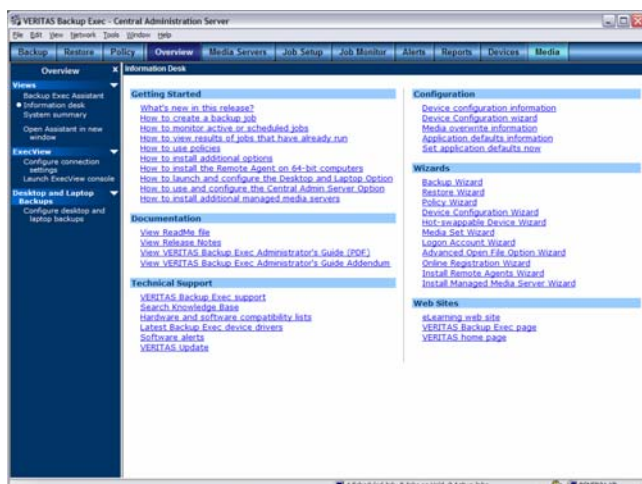 VERITAS Backup Exec - Central Administration Server
File Edit View Network Tools Window Help
Backup Restore Policy Overview Media Servers Job Setup Job Monitor Alerts Reports Devices Media
Overview x
Information Desk
Views
Backup Exec Assistant
Information desk
System summary
Open Assistant in new
window
ExecView
Configure connection
settings
Launch ExecView console
Desktop and Laptop
Backups
Configure desktop and
laptop backups
Getting Started
What's new in this release?
How to create a backup job
How to monitor active or scheduled jobs
How to view results of jobs that have already run
How to use policies
How to install additional options
How to install the Remote Agent on 64-bit computers
How to launch and configure the Desktop and Laptop Option
How to use and configure the Central Admin Server Option
How to install additional managed media servers
Documentation
View ReadMe file
View Release Notes
View VERITAS Backup Exec Administrator's Guide (PDF)
View VERITAS Backup Exec Administrator's Guide Addendum
Technical Support
VERITAS Backup Exec support
Search Knowledge Base
Hardware and software compatibility lists
Latest Backup Exec device drivers
Software alerts
VERITAS Update
Configuration
Device configuration information
Device Configuration wizard
Media overwrite information
Application defaults information
Set application defaults now
Wizards
Backup Wizard
Restore Wizard
Policy Wizard
Device Configuration Wizard
Hot-swappable Device Wizard
Media Set Wizard
Logon Account Wizard
Advanced Open File Option Wizard
Online Registration Wizard
Install Remote Agents Wizard
Install Managed Media Server Wizard
Web Sites
eLearning web site
VERITAS Backup Exec page
VERITAS home page